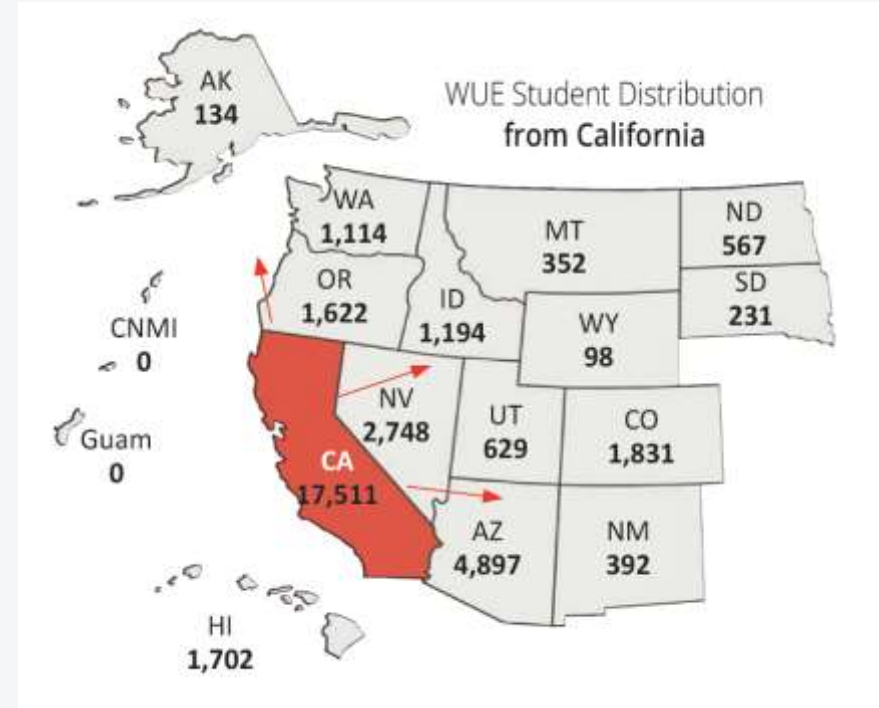 AK
134
WUE Student Distribution
from California
WA
1,114
MT
352
ND
567
OR
1,622
ID
1,194
SD
231
CNMI
0
WY
98
NV
2,748
UT
629
CO
1,831
Guam
0
CA
17,511
AZ
4,897
NM
392
HI
1,702